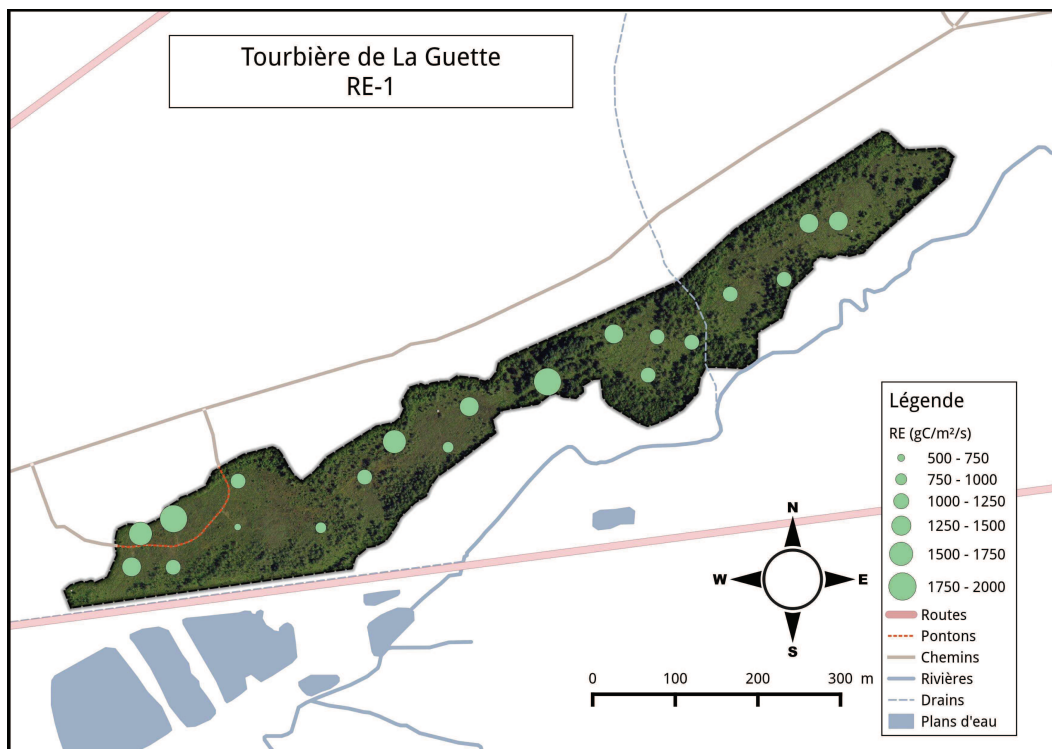 Tourbière de La Guette
RE-1
Légende
RE (gC/m²/s)
500 - 750
750 - 1000
1000 - 1250
1250 - 1500
1500 - 1750
1750 - 2000
Routes
Pontons
Chemins
Rivières
Drains
Plans d'eau
N
W E
S
0 100 200 300 m